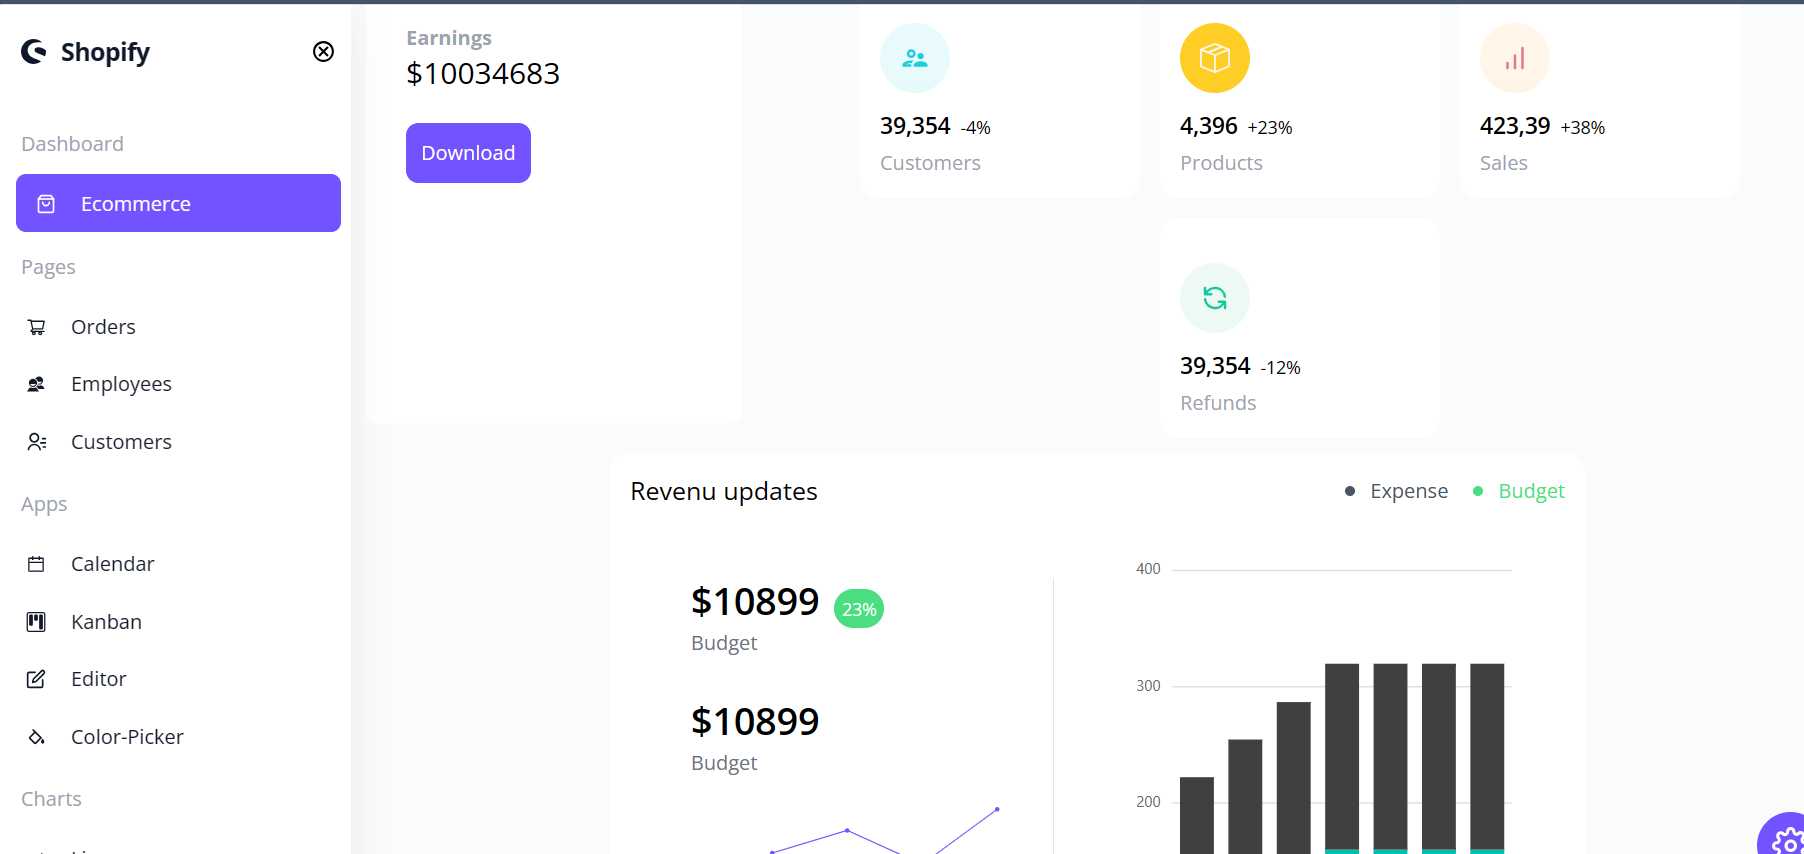 Shopify
Dashboard
Ecommerce
Pages
Orders
Employees
Customers
Apps
Calendar
Kanban
Editor
Color-Picker
Charts
Earnings
$10034683
Download
39,354 -4%
Customers
4,396 +23%
Products
423,39 +38%
Sales
39,354 -12%
Refunds
Revenu updates
Expense
Budget
$10899 23%
Budget
$10899
Budget
400
300
200